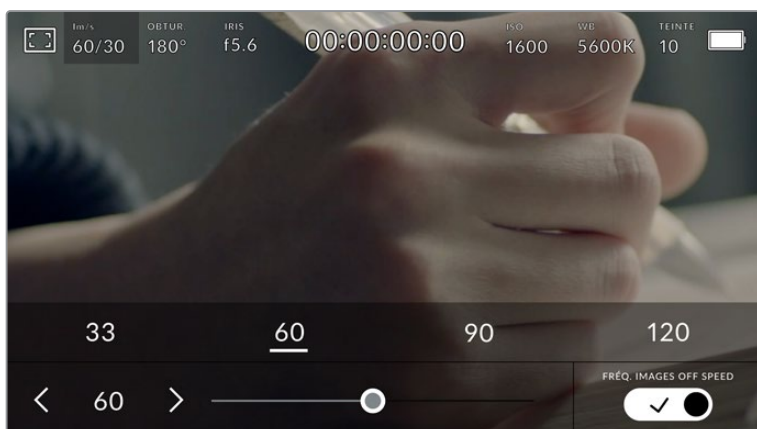 Im/s OBTUR. IRIS ISO WB TEINTE
60/30 180° f5.6 00:00:00:00 1600 5600K 10
33 60 90 120
FRÉQ. IMAGES OFF SPEED
< 60 >